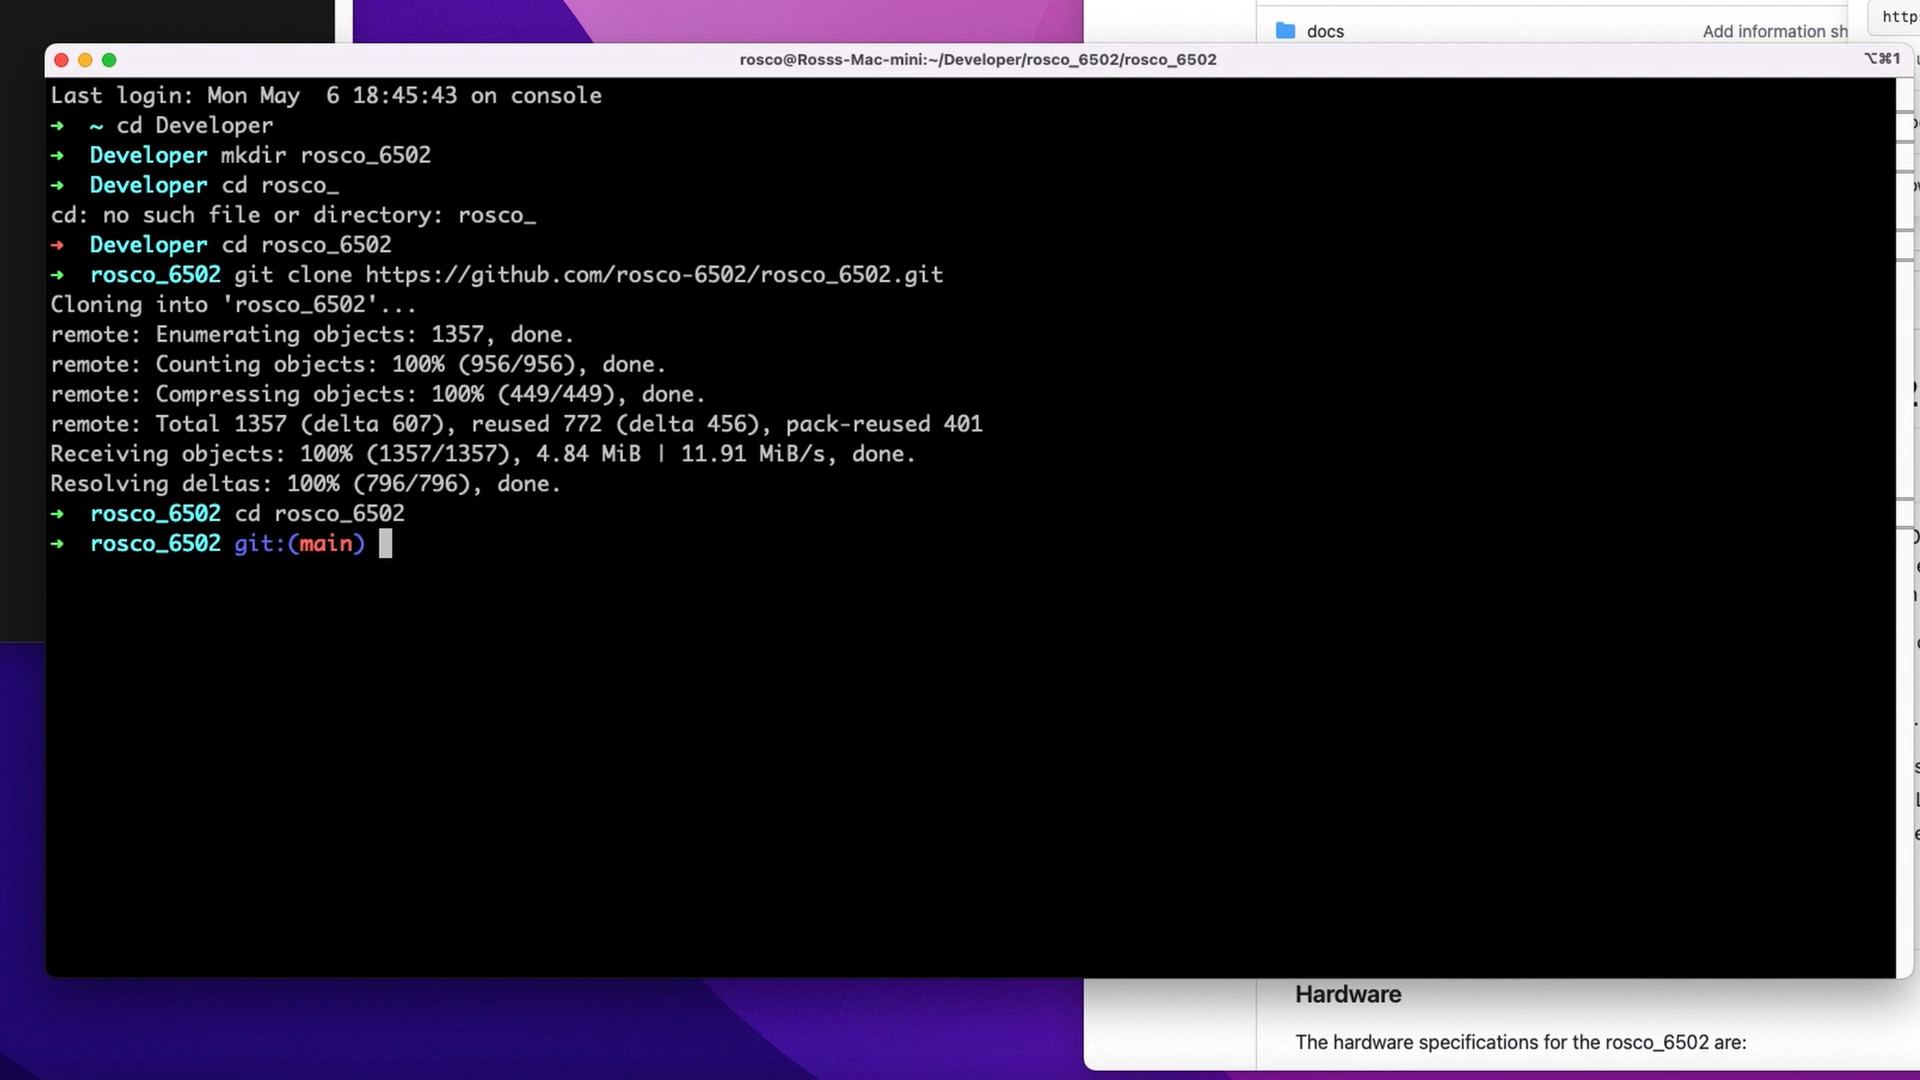 docs
Add information sh
http
rosco@Rosss-Mac-mini:~/Developer/rosco_6502/rosco_6502
⌥⌘1
Last login: Mon May  6 18:45:43 on console
➜  ~ cd Developer
➜  Developer mkdir rosco_6502
➜  Developer cd rosco_
cd: no such file or directory: rosco_
➜  Developer cd rosco_6502
➜  rosco_6502 git clone https://github.com/rosco-6502/rosco_6502.git
Cloning into 'rosco_6502'...
remote: Enumerating objects: 1357, done.
remote: Counting objects: 100% (956/956), done.
remote: Compressing objects: 100% (449/449), done.
remote: Total 1357 (delta 607), reused 772 (delta 456), pack-reused 401
Receiving objects: 100% (1357/1357), 4.84 MiB | 11.91 MiB/s, done.
Resolving deltas: 100% (796/796), done.
➜  rosco_6502 cd rosco_6502
➜  rosco_6502 git:(main)
Hardware
The hardware specifications for the rosco_6502 are: